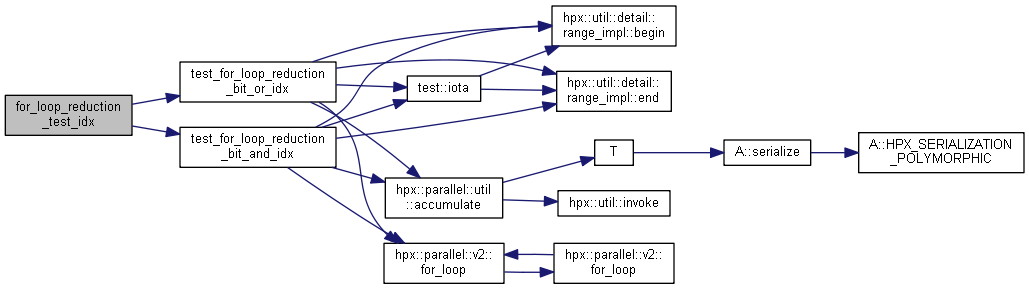 for_loop_reduction
_test_idx
test_for_loop_reduction
_bit_or_idx
test_for_loop_reduction
_bit_and_idx
test::iota
hpx::util::detail::
range_impl::begin
hpx::util::detail::
range_impl::end
hpx::parallel::util
::accumulate
T
A::serialize
A::HPX_SERIALIZATION
_POLYMORPHIC
hpx::util::invoke
hpx::parallel::v2::
for_loop
hpx::parallel::v2::
for_loop